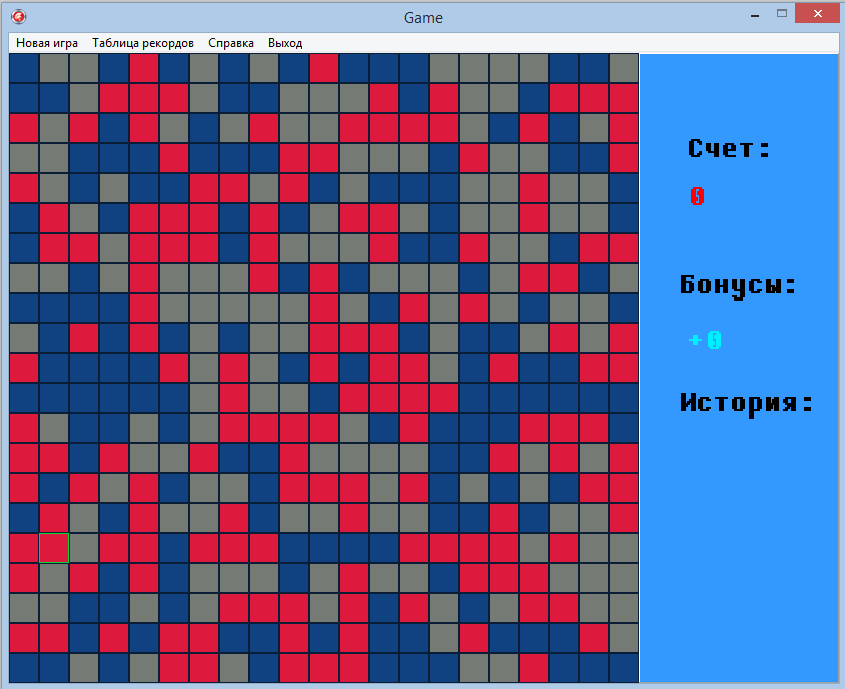 Game
Новая игра Таблица рекордов Справка Выход
Счет:
0
Бонусы:
+0
История: